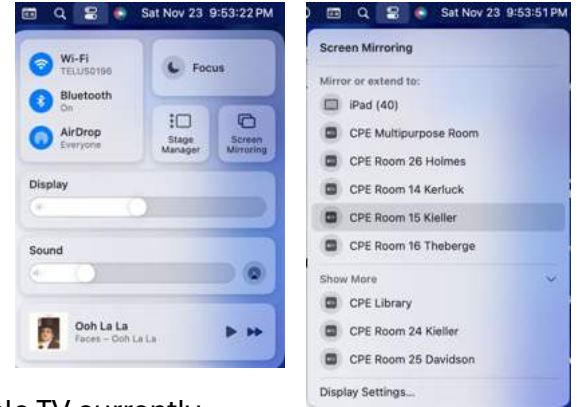 Sat Nov 23 9:53:22 PM
Wi-Fi
TELUS0196
Bluetooth
On
AirDrop
Everyone
Focus
Stage
Manager
Screen
Mirroring
Display
Sound
Ooh La La
Faces – Ooh La La
Sat Nov 23 9:53:51 PM
Screen Mirroring
Mirror or extend to:
iPad (40)
CPE Multipurpose Room
CPE Room 26 Holmes
CPE Room 14 Kerluck
CPE Room 15 Kieller
CPE Room 16 Theberge
Show More
CPE Library
CPE Room 24 Kieller
CPE Room 25 Davidson
Display Settings...
TV currently